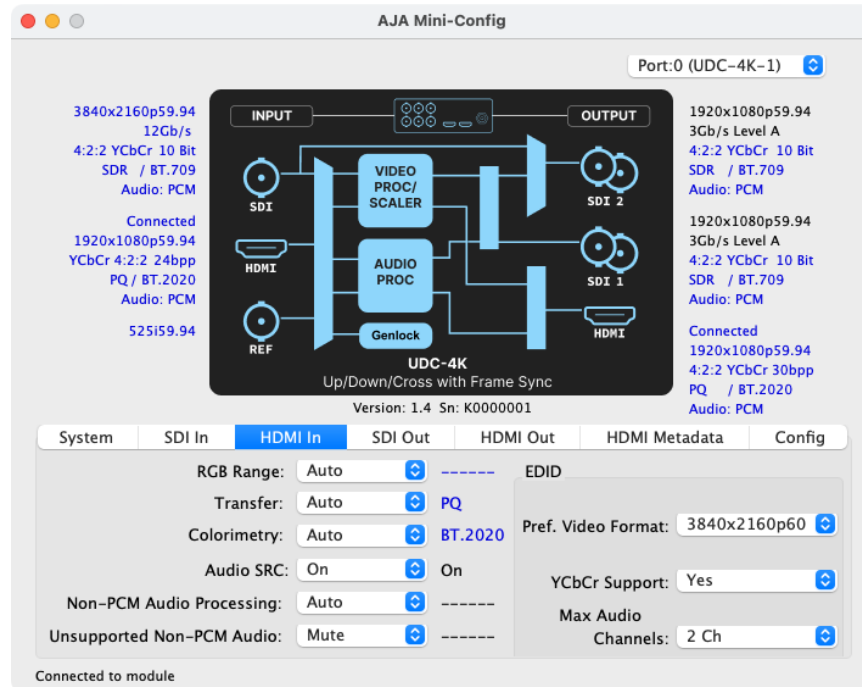 AJA Mini-Config
Port:0 (UDC-4K-1)
3840x2160p59.94
12Gb/s
4:2:2 YCbCr 10 Bit
SDR / BT.709
Audio: PCM
Connected
1920x1080p59.94
YCbCr 4:2:2 24bpp
PQ / BT.2020
Audio: PCM
525i59.94
INPUT
OUTPUT
SDI
HDMI
REF
VIDEO
PROC/
SCALER
AUDIO
PROC
Genlock
SDI 2
SDI 1
HDMI
UDC-4K
Up/Down/Cross with Frame Sync
1920x1080p59.94
3Gb/s Level A
4:2:2 YCbCr 10 Bit
SDR / BT.709
Audio: PCM
1920x1080p59.94
3Gb/s Level A
4:2:2 YCbCr 10 Bit
SDR / BT.709
Audio: PCM
Connected
1920x1080p59.94
4:2:2 YCbCr 30bpp
PQ / BT.2020
Audio: PCM
Version: 1.4 Sn: K0000001
System SDI In HDMI In SDI Out HDMI Out HDMI Metadata Config
RGB Range: Auto ------
Transfer: Auto PQ
Colorimetry: Auto BT.2020
Audio SRC: On On
Non-PCM Audio Processing: Auto ------
Unsupported Non-PCM Audio: Mute ------
EDID
Pref. Video Format: 3840x2160p60
YCbCr Support: Yes
Max Audio
Channels: 2 Ch
Connected to module